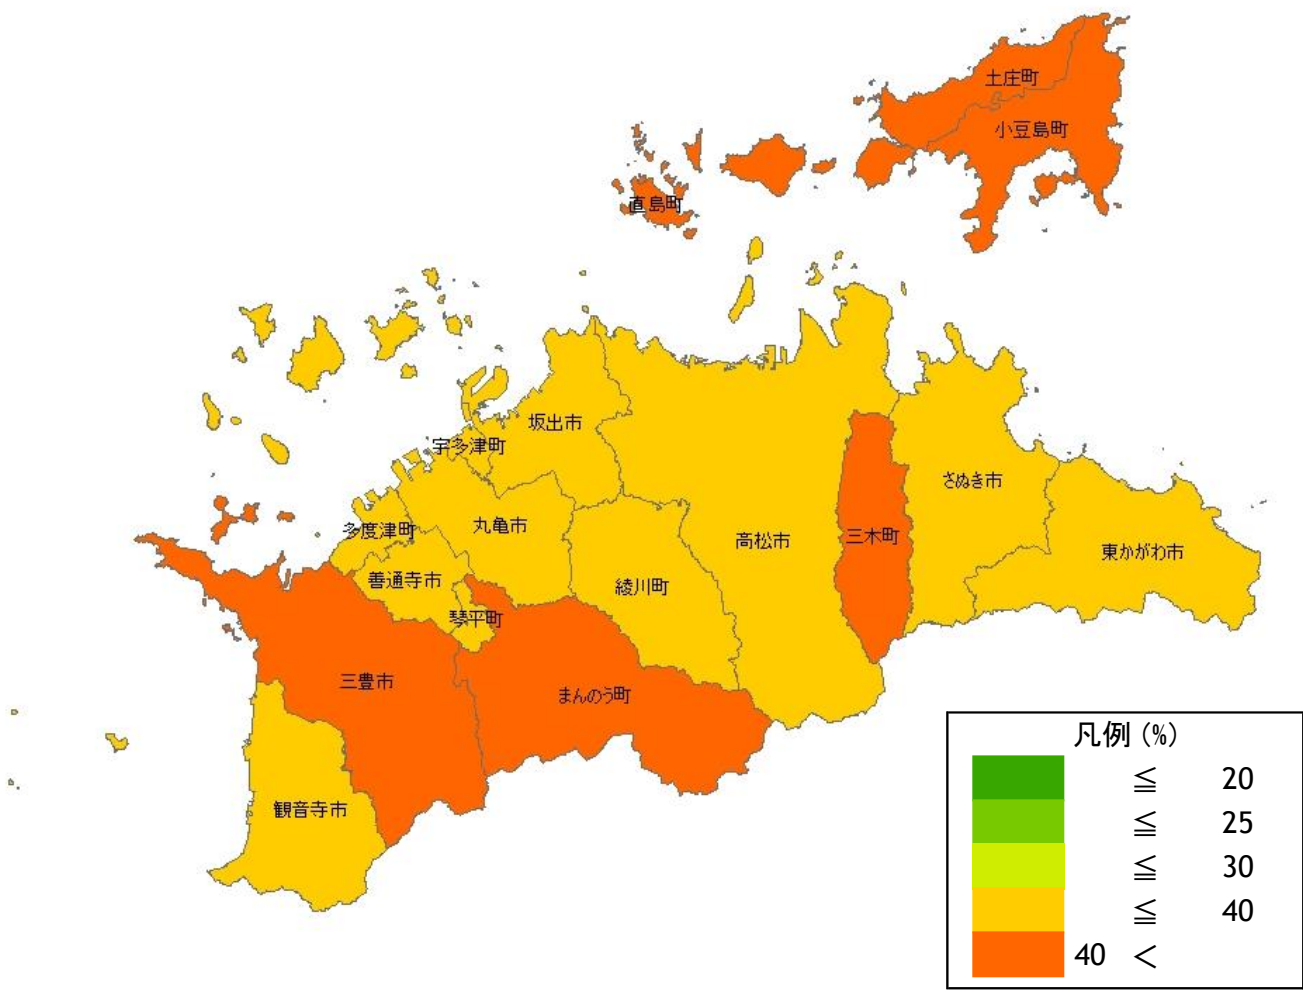 土庄町
小豆島町
直島町
坂出市
宇多津町
さぬき市
多度津町
丸亀市
高松市
三木町
東かがわ市
善通寺市
綾川町
琴平町
三豊市
まんのう町
観音寺市
凡例 (%)
≦ 20
≦ 25
≦ 30
≦ 40
40 <